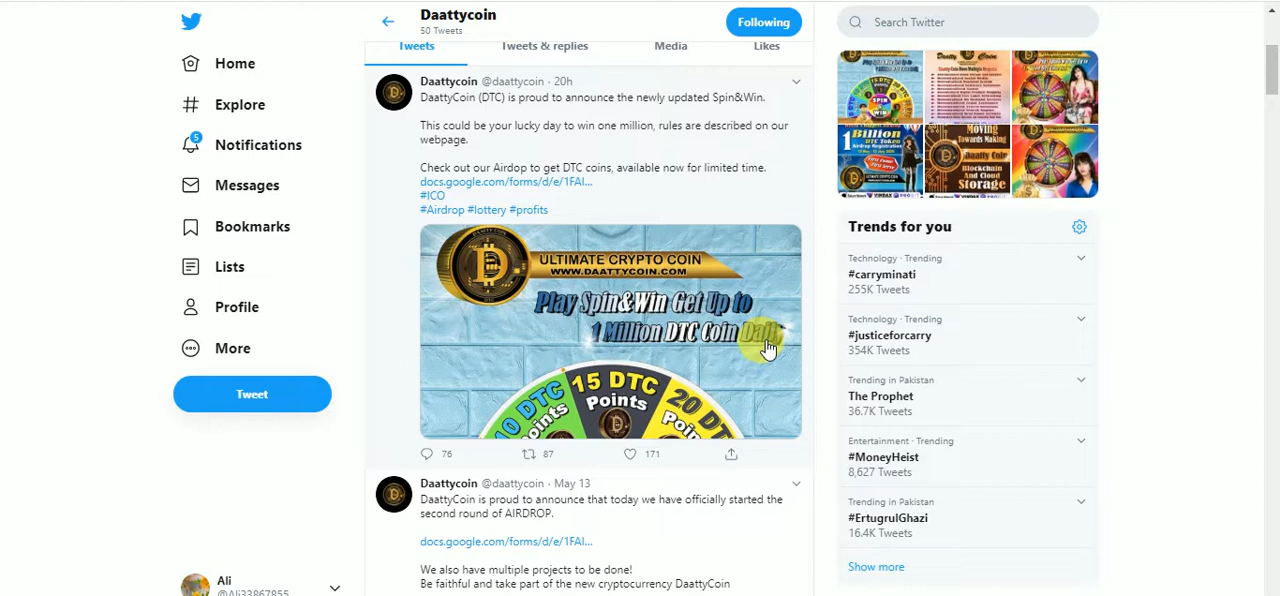 Home
Explore
5
Notifications
Messages
Bookmarks
Lists
Profile
More
Tweet
Ali
@Ali33867855
Daattycoin
50 Tweets
Following
Tweets
Tweets & replies
Media
Likes
Daattycoin @daattycoin · 20h
DaattyCoin (DTC) is proud to announce the newly updated Spin&Win.
This could be your lucky day to win one million, rules are described on our
webpage.
Check out our Airdop to get DTC coins, available now for limited time.
docs.google.com/forms/d/e/1FAI...
#ICO
#Airdrop #lottery #profits
ULTIMATE CRYPTO COIN
WWW.DAATTYCOIN.COM
Play Spin&Win Get Up to
1 Million DTC Coin Daily
10 DTC Points
15 DTC Points
20 DTC
76
87
171
Daattycoin @daattycoin · May 13
DaattyCoin is proud to announce that today we have officially started the
second round of AIRDROP.
docs.google.com/forms/d/e/1FAI...
We also have multiple projects to be done!
Be faithful and take part of the new cryptocurrency DaattyCoin
Search Twitter
Trends for you
Technology · Trending
#carryminati
255K Tweets
Technology · Trending
#justiceforcarry
354K Tweets
Trending in Pakistan
The Prophet
36.7K Tweets
Entertainment · Trending
#MoneyHeist
8,627 Tweets
Trending in Pakistan
#ErtugrulGhazi
16.4K Tweets
Show more